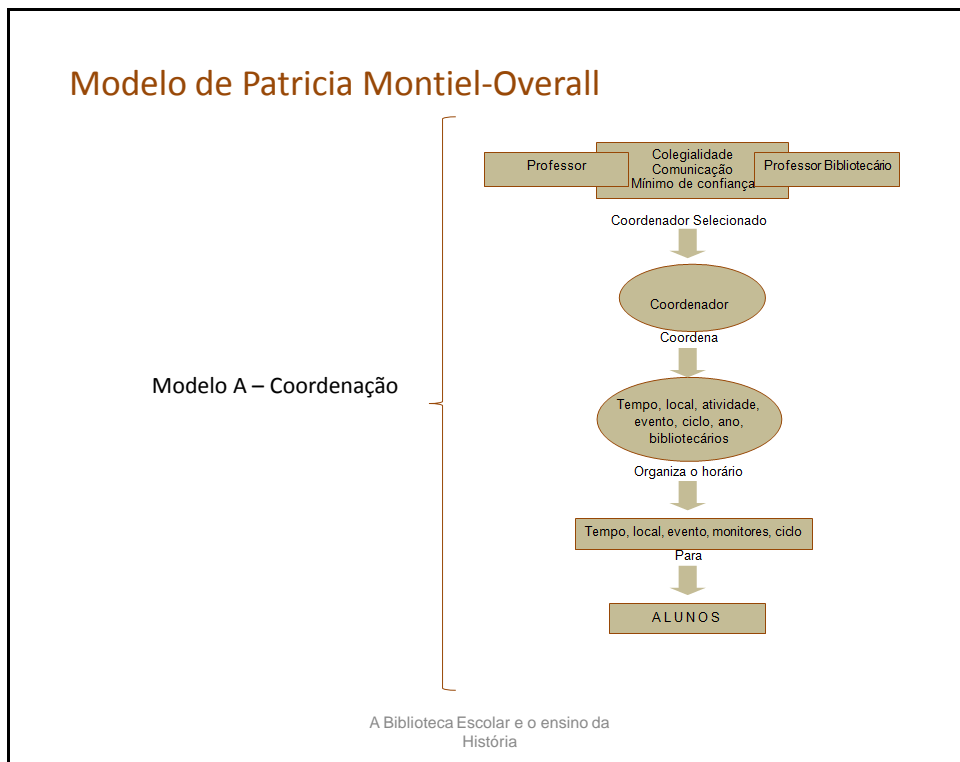 Modelo de Patricia Montiel-Overall
Modelo A – Coordenação
Professor
Colegialidade
Comunicação
Mínimo de confiança
Professor Bibliotecário
Coordenador Selecionado
Coordenador
Coordena
Tempo, local, atividade,
evento, ciclo, ano,
bibliotecários
Organiza o horário
Tempo, local, evento, monitores, ciclo
Para
A L U N O S
A Biblioteca Escolar e o ensino da
História